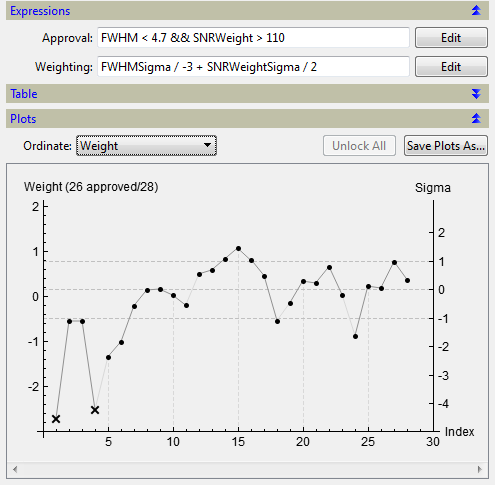 Expressions
Approval: FWHM < 4.7 && SNRWeight > 110 Edit
Weighting: FWHMSigma / -3 + SNRWeightSigma / 2 Edit
Table
Plots
Ordinate: Weight Unlock All Save Plots As...
Weight (26 approved/28) Sigma
2
2
1
1
0
0
-1
-1
-2
-2
-3
-4
Index
5 10 15 20 25 30